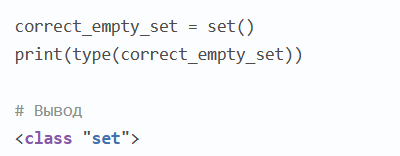 correct_empty_set = set()
print(type(correct_empty_set))
# Вывод
<class "set">